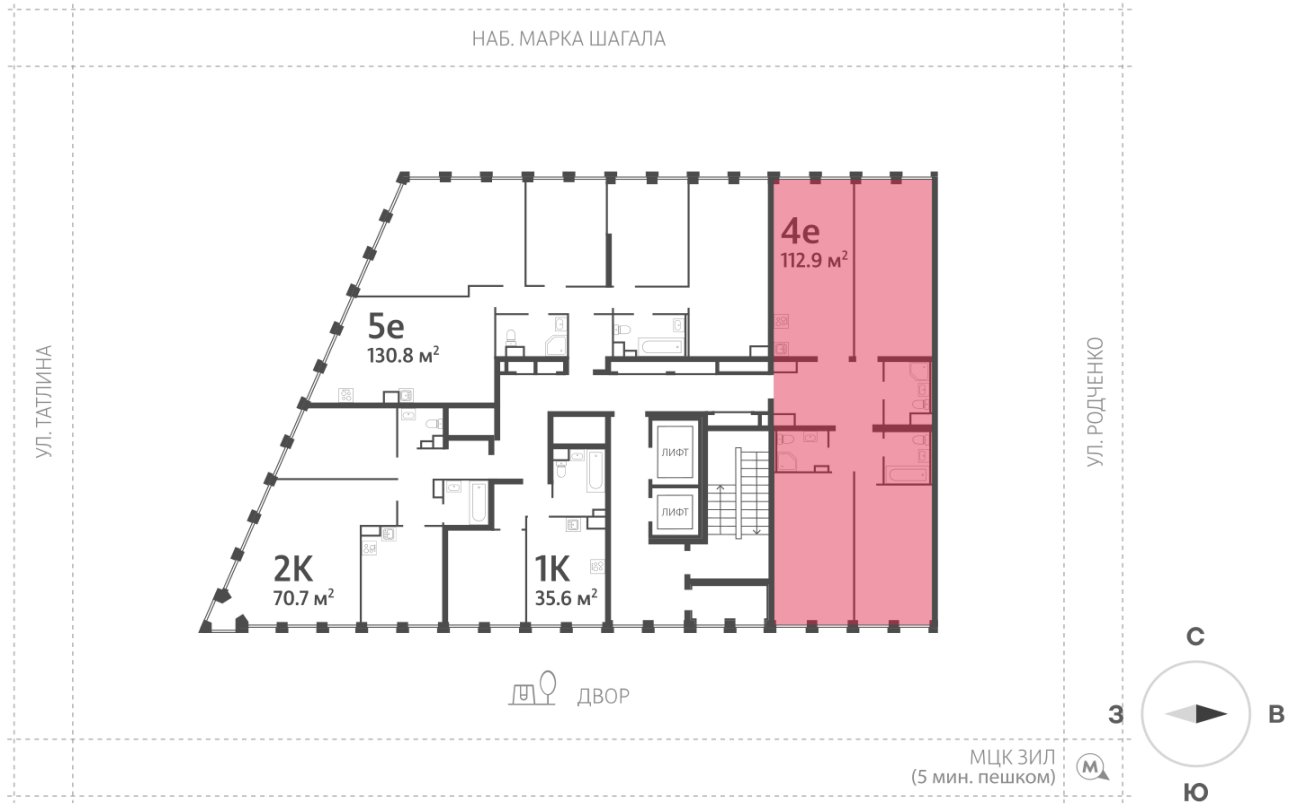 НАБ. МАРКА ШАГАЛА
УЛ. ТАТЛИНА
4е
112.9 м²
5е
130.8 м²
УЛ. РОДЧЕНКО
ЛИФТ
ЛИФТ
2К
70.7 м²
1К
35.6 м²
ДВОР
С
З
В
Ю
МЦК ЗИЛ
(5 мин. пешком)
М